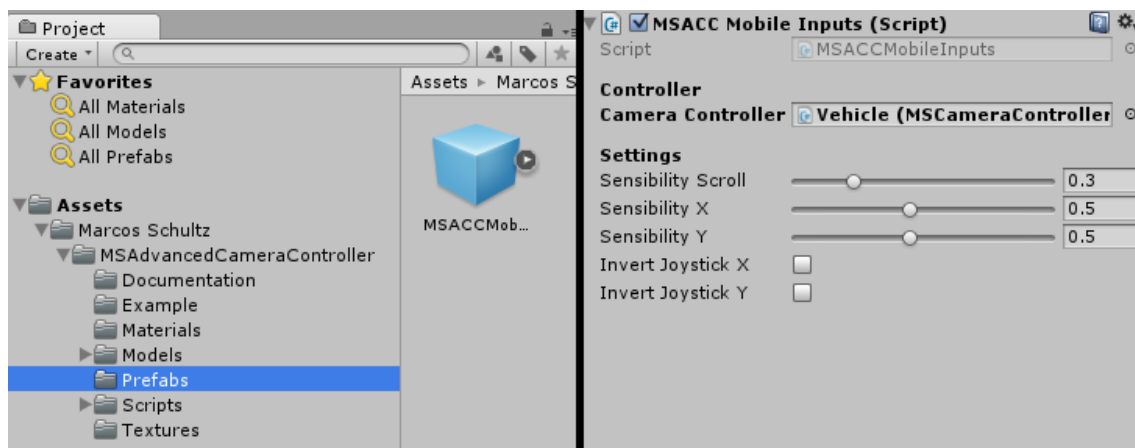 Project
Create
Favorites
All Materials
All Models
All Prefabs
Assets
Marcos Schultz
MSAdvancedCameraController
Documentation
Example
Materials
Models
Prefabs
Scripts
Textures
Assets ▸ Marcos S
MSACCMob...
MSACC Mobile Inputs (Script)
Script MSACCMobileInputs
Controller
Camera Controller Vehicle (MSCameraController
Settings
Sensibility Scroll 0.3
Sensibility X 0.5
Sensibility Y 0.5
Invert Joystick X
Invert Joystick Y